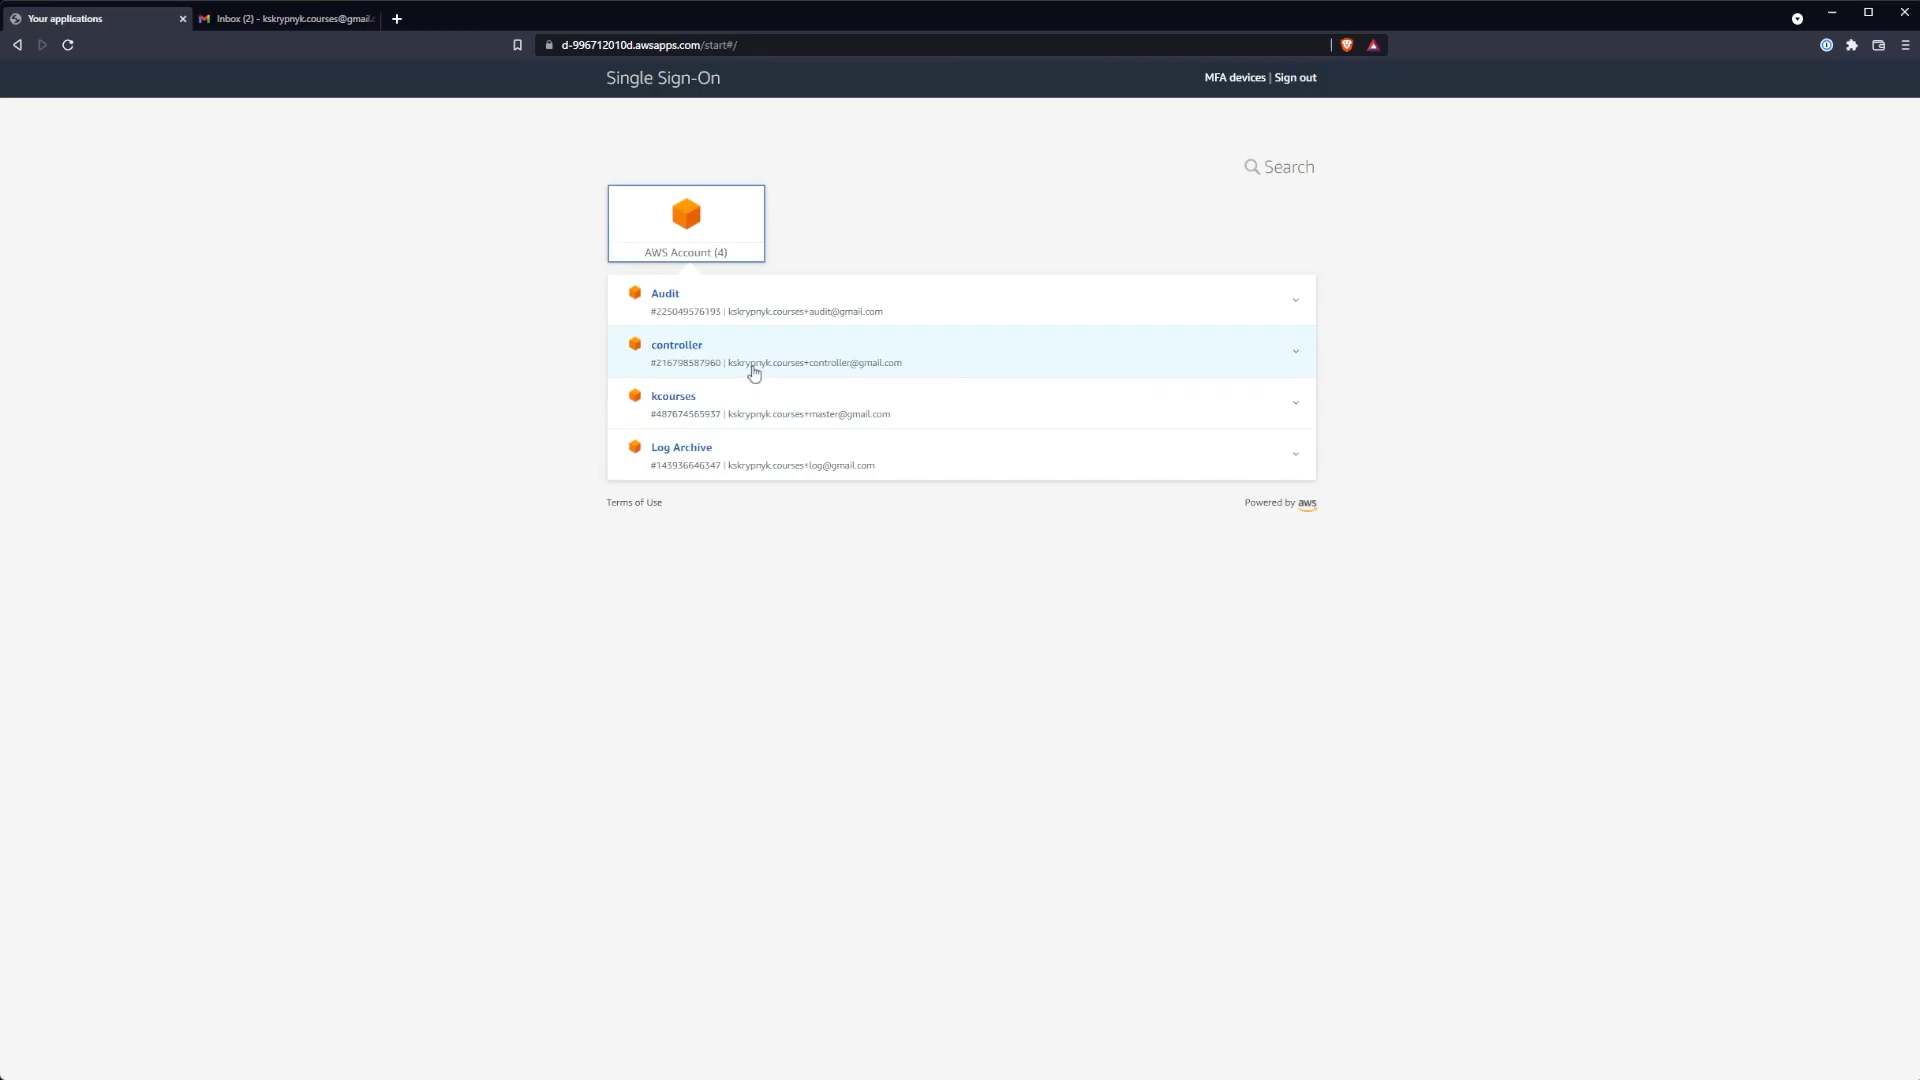 Your applications
Inbox (2) - kskrypnyk.courses@gmail.c
d-996712010d.awsapps.com/start#/
Single Sign-On
MFA devices | Sign out
Search
AWS Account (4)
Audit
#225049576193 | kskrypnyk.courses+audit@gmail.com
controller
#216798587960 | kskrypnyk.courses+controller@gmail.com
kcourses
#487674565937 | kskrypnyk.courses+master@gmail.com
Log Archive
#143936646347 | kskrypnyk.courses+log@gmail.com
Terms of Use
Powered by aws